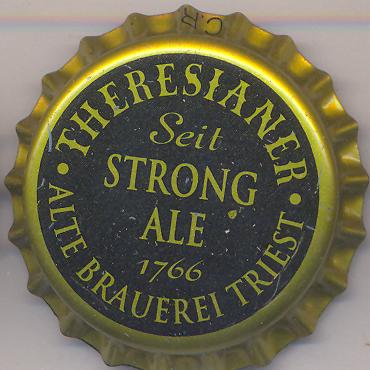 THERESIANER
Seit
STRONG
ALE
1766
• ALTE BRAUEREI TRIEST •